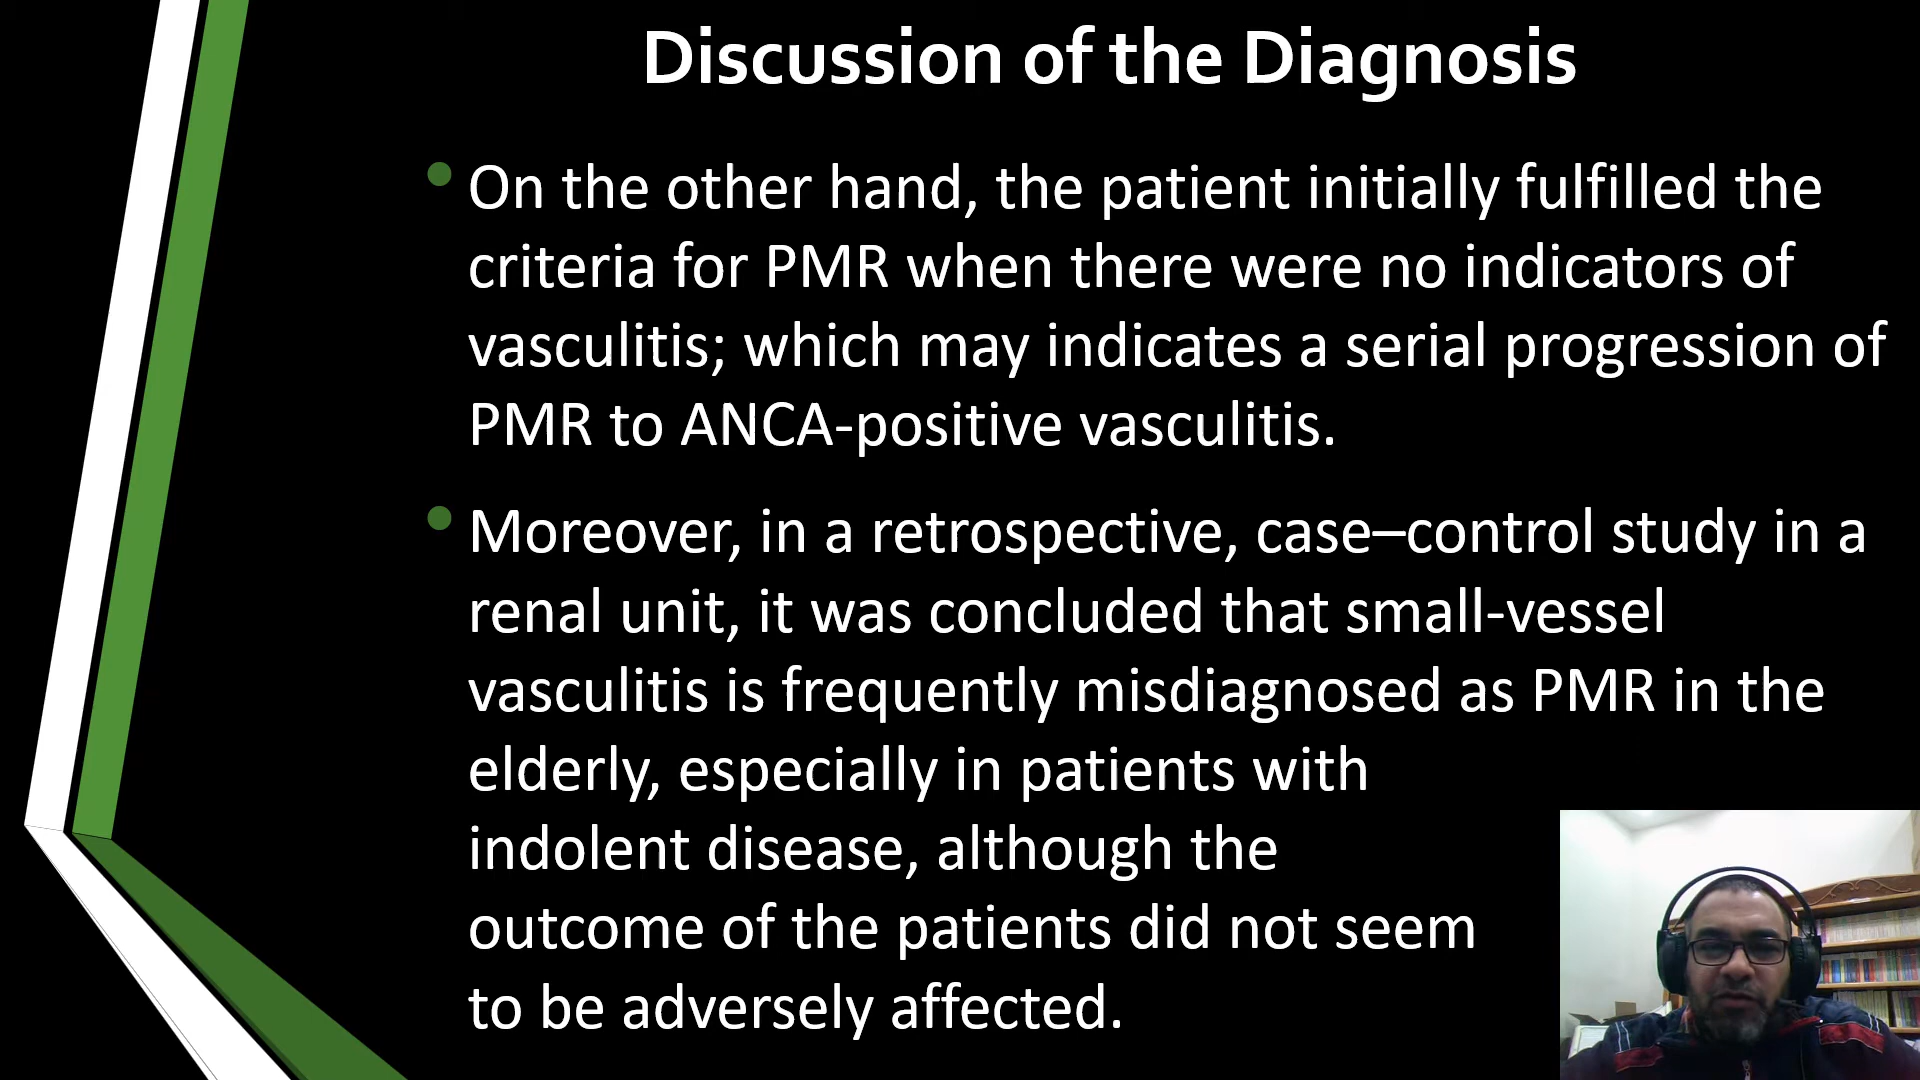 Discussion of the Diagnosis
On the other hand, the patient initially fulfilled the
criteria for PMR when there were no indicators of
vasculitis; which may indicates a serial progression of
PMR to ANCA-positive vasculitis.
Moreover, in a retrospective, case–control study in a
renal unit, it was concluded that small-vessel
vasculitis is frequently misdiagnosed as PMR in the
elderly, especially in patients with
indolent disease, although the
outcome of the patients did not seem
to be adversely affected.